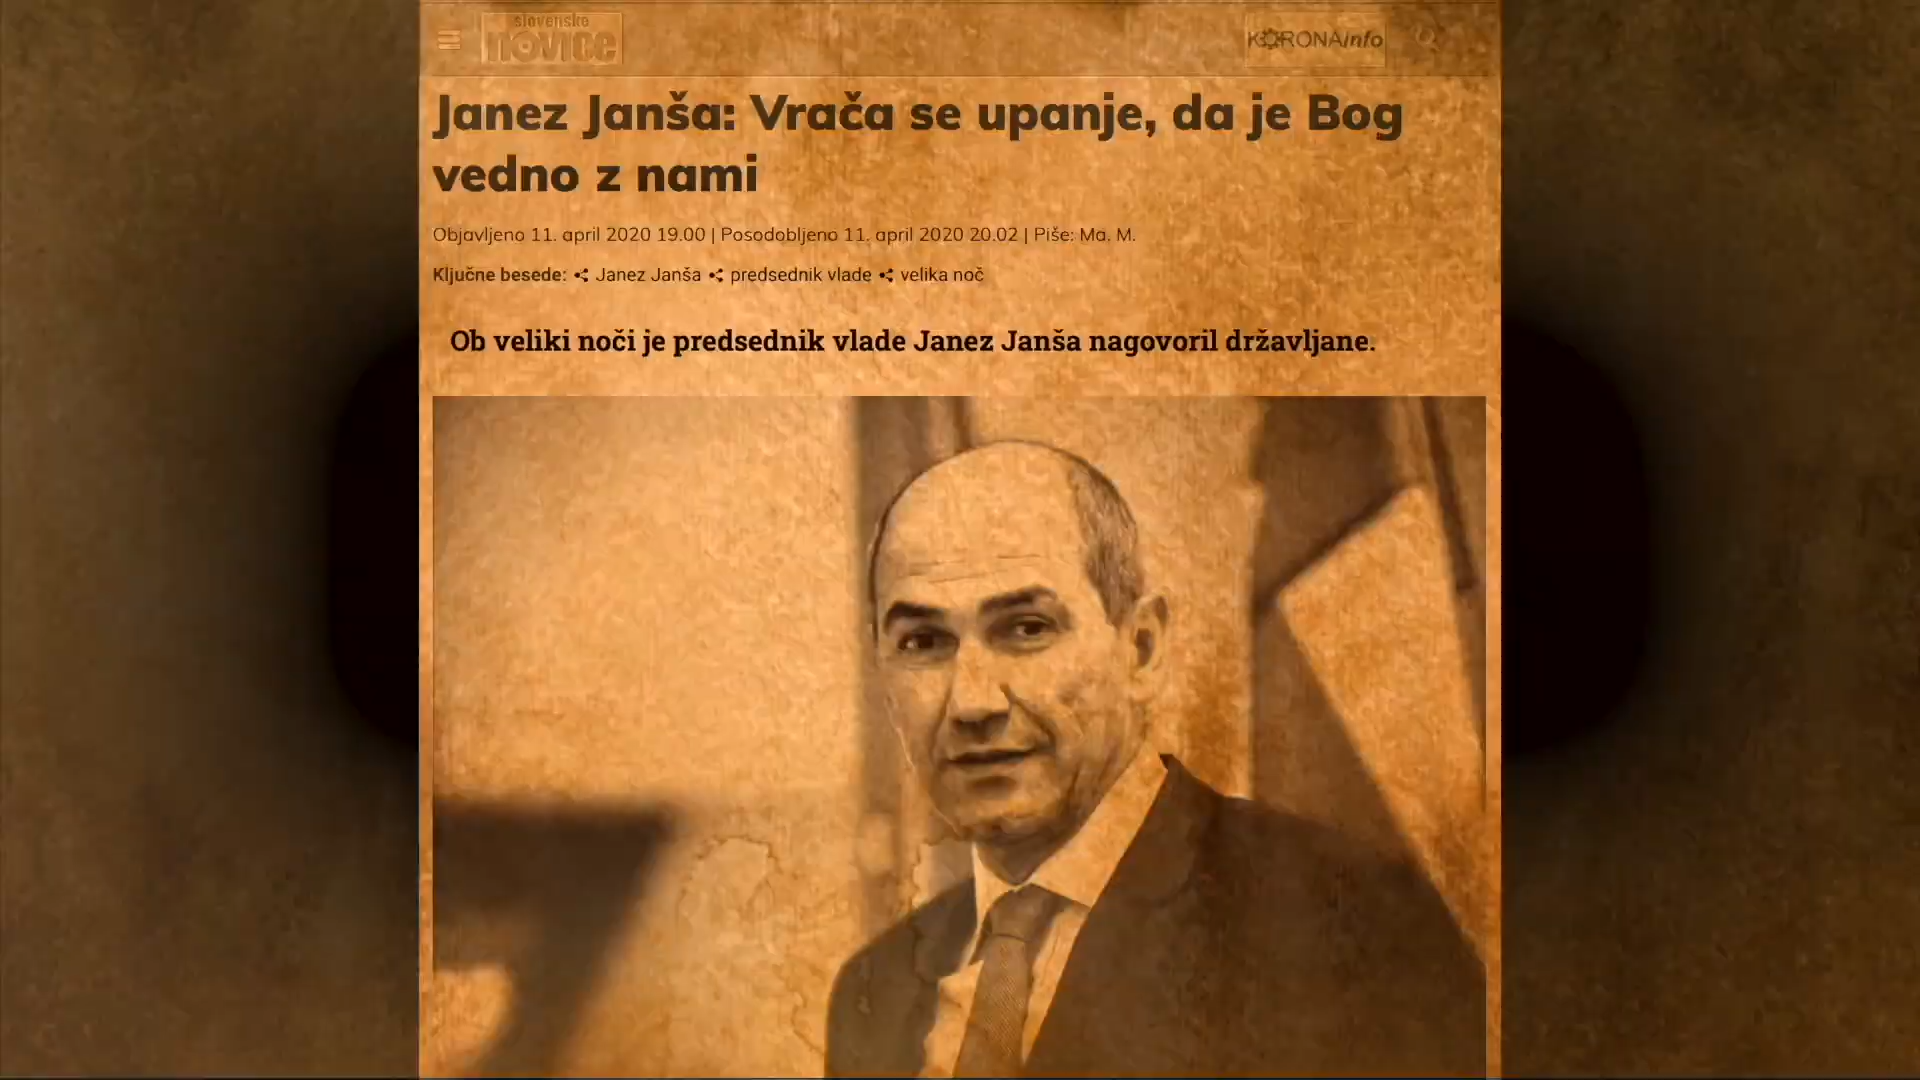 slovenske
novice
KORONAinfo
Janez Janša: Vrača se upanje, da je Bog
vedno z nami
Objavljeno 11. april 2020 19.00 | Posodobljeno 11. april 2020 20.02 | Piše: Ma. M.
Ključne besede: Janez Janša predsednik vlade velika noč
Ob veliki noči je predsednik vlade Janez Janša nagovoril državljane.